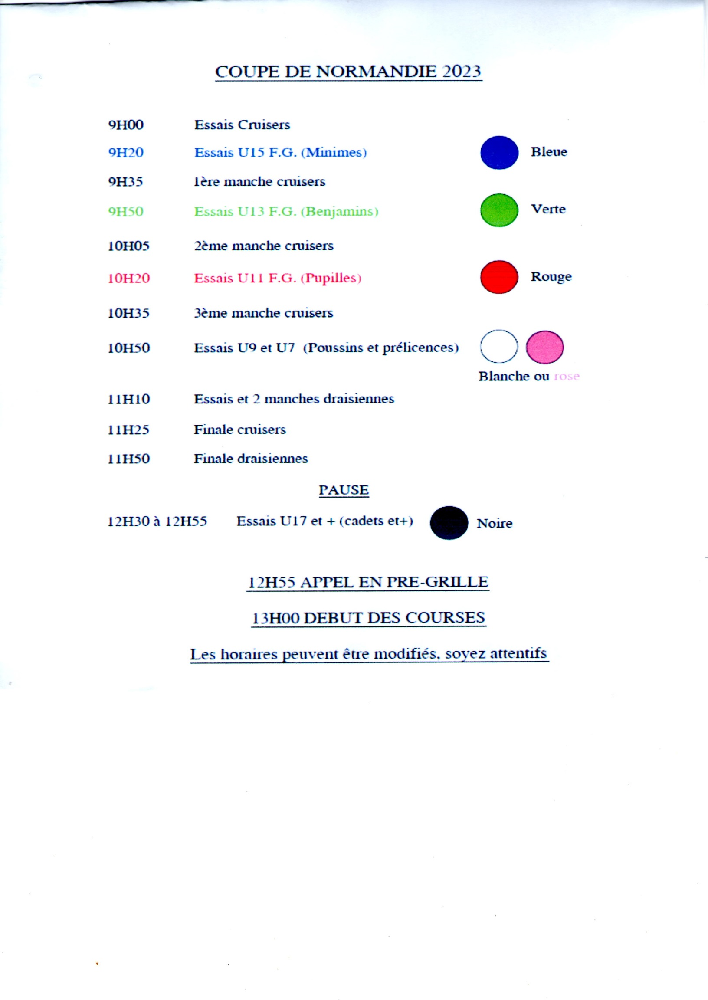 COUPE DE NORMANDIE 2023
9H00 Essais Cruisers
9H20 Essais U15 F.G. (Minimes) Bleue
9H35 1ère manche cruisers
9H50 Essais U13 F.G. (Benjamins) Verte
10H05 2ème manche cruisers
10H20 Essais U11 F.G. (Pupilles) Rouge
10H35 3ème manche cruisers
10H50 Essais U9 et U7 (Poussins et prélicences)
Blanche ou rose
11H10 Essais et 2 manches draisiennes
11H25 Finale cruisers
11H50 Finale draisiennes
PAUSE
12H30 à 12H55 Essais U17 et + (cadets et+) Noire
12H55 APPEL EN PRE-GRILLE
13H00 DEBUT DES COURSES
Les horaires peuvent être modifiés, soyez attentifs